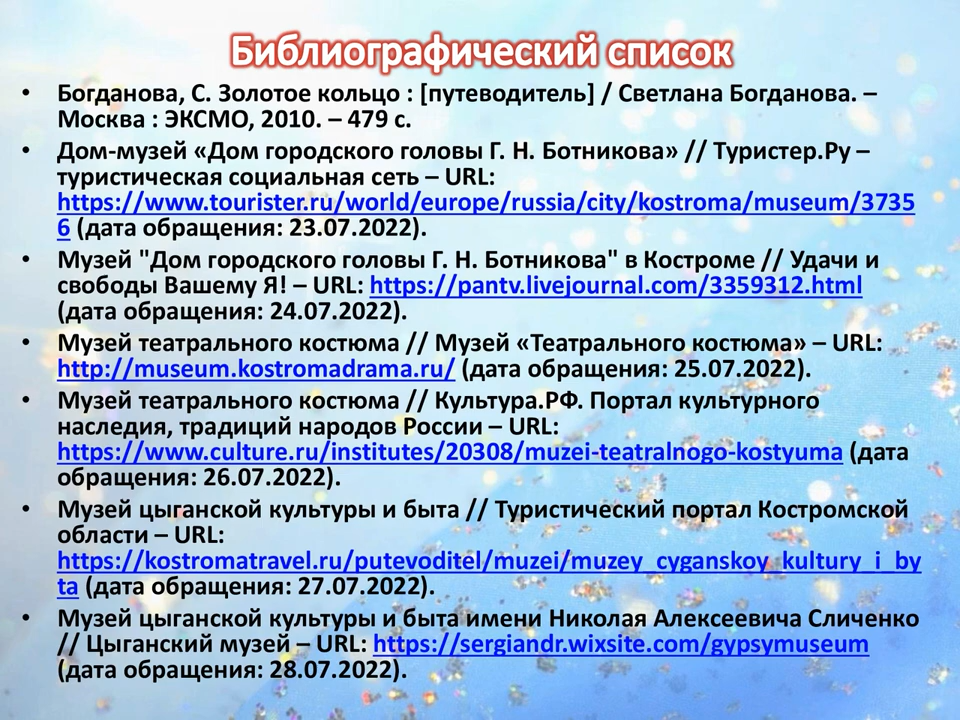 Библиографический список
• Богданова, С. Золотое кольцо : [путеводитель] / Светлана Богданова. –
Москва : ЭКСМО, 2010. – 479 с.
• Дом-музей «Дом городского головы Г. Н. Ботникова» // Туристер.Ру –
туристическая социальная сеть – URL:
https://www.tourister.ru/world/europe/russia/city/kostroma/museum/3735
6 (дата обращения: 23.07.2022).
• Музей "Дом городского головы Г. Н. Ботникова" в Костроме // Удачи и
свободы Вашему Я! – URL: https://pantv.livejournal.com/3359312.html
(дата обращения: 24.07.2022).
• Музей театрального костюма // Музей «Театрального костюма» – URL:
http://museum.kostromadrama.ru/ (дата обращения: 25.07.2022).
• Музей театрального костюма // Культура.РФ. Портал культурного
наследия, традиций народов России – URL:
https://www.culture.ru/institutes/20308/muzei-teatralnogo-kostyuma (дата
обращения: 26.07.2022).
• Музей цыганской культуры и быта // Туристический портал Костромской
области – URL:
https://kostromatravel.ru/putevoditel/muzei/muzey_cyganskoy_kultury_i_by
ta (дата обращения: 27.07.2022).
• Музей цыганской культуры и быта имени Николая Алексеевича Сличенко
// Цыганский музей – URL: https://sergiandr.wixsite.com/gypsymuseum
(дата обращения: 28.07.2022).